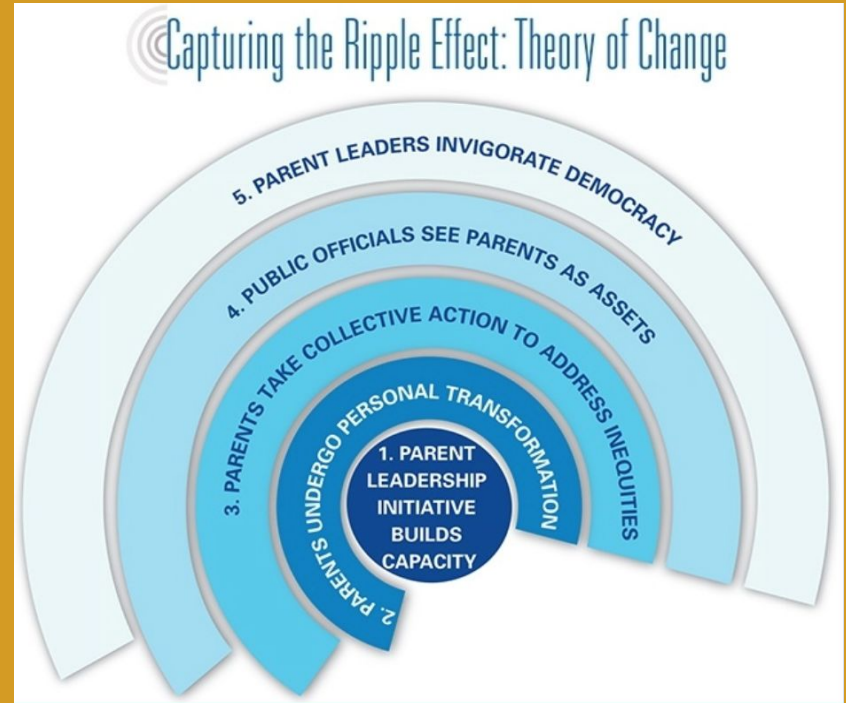 Capturing the Ripple Effect: Theory of Change
5. PARENT LEADERS INVIGORATE DEMOCRACY
4. PUBLIC OFFICIALS SEE PARENTS AS ASSETS
3. PARENTS TAKE COLLECTIVE ACTION TO ADDRESS INEQUITIES
2. PARENTS UNDERGO PERSONAL TRANSFORMATION
1. PARENT
LEADERSHIP
INITIATIVE
BUILDS
CAPACITY